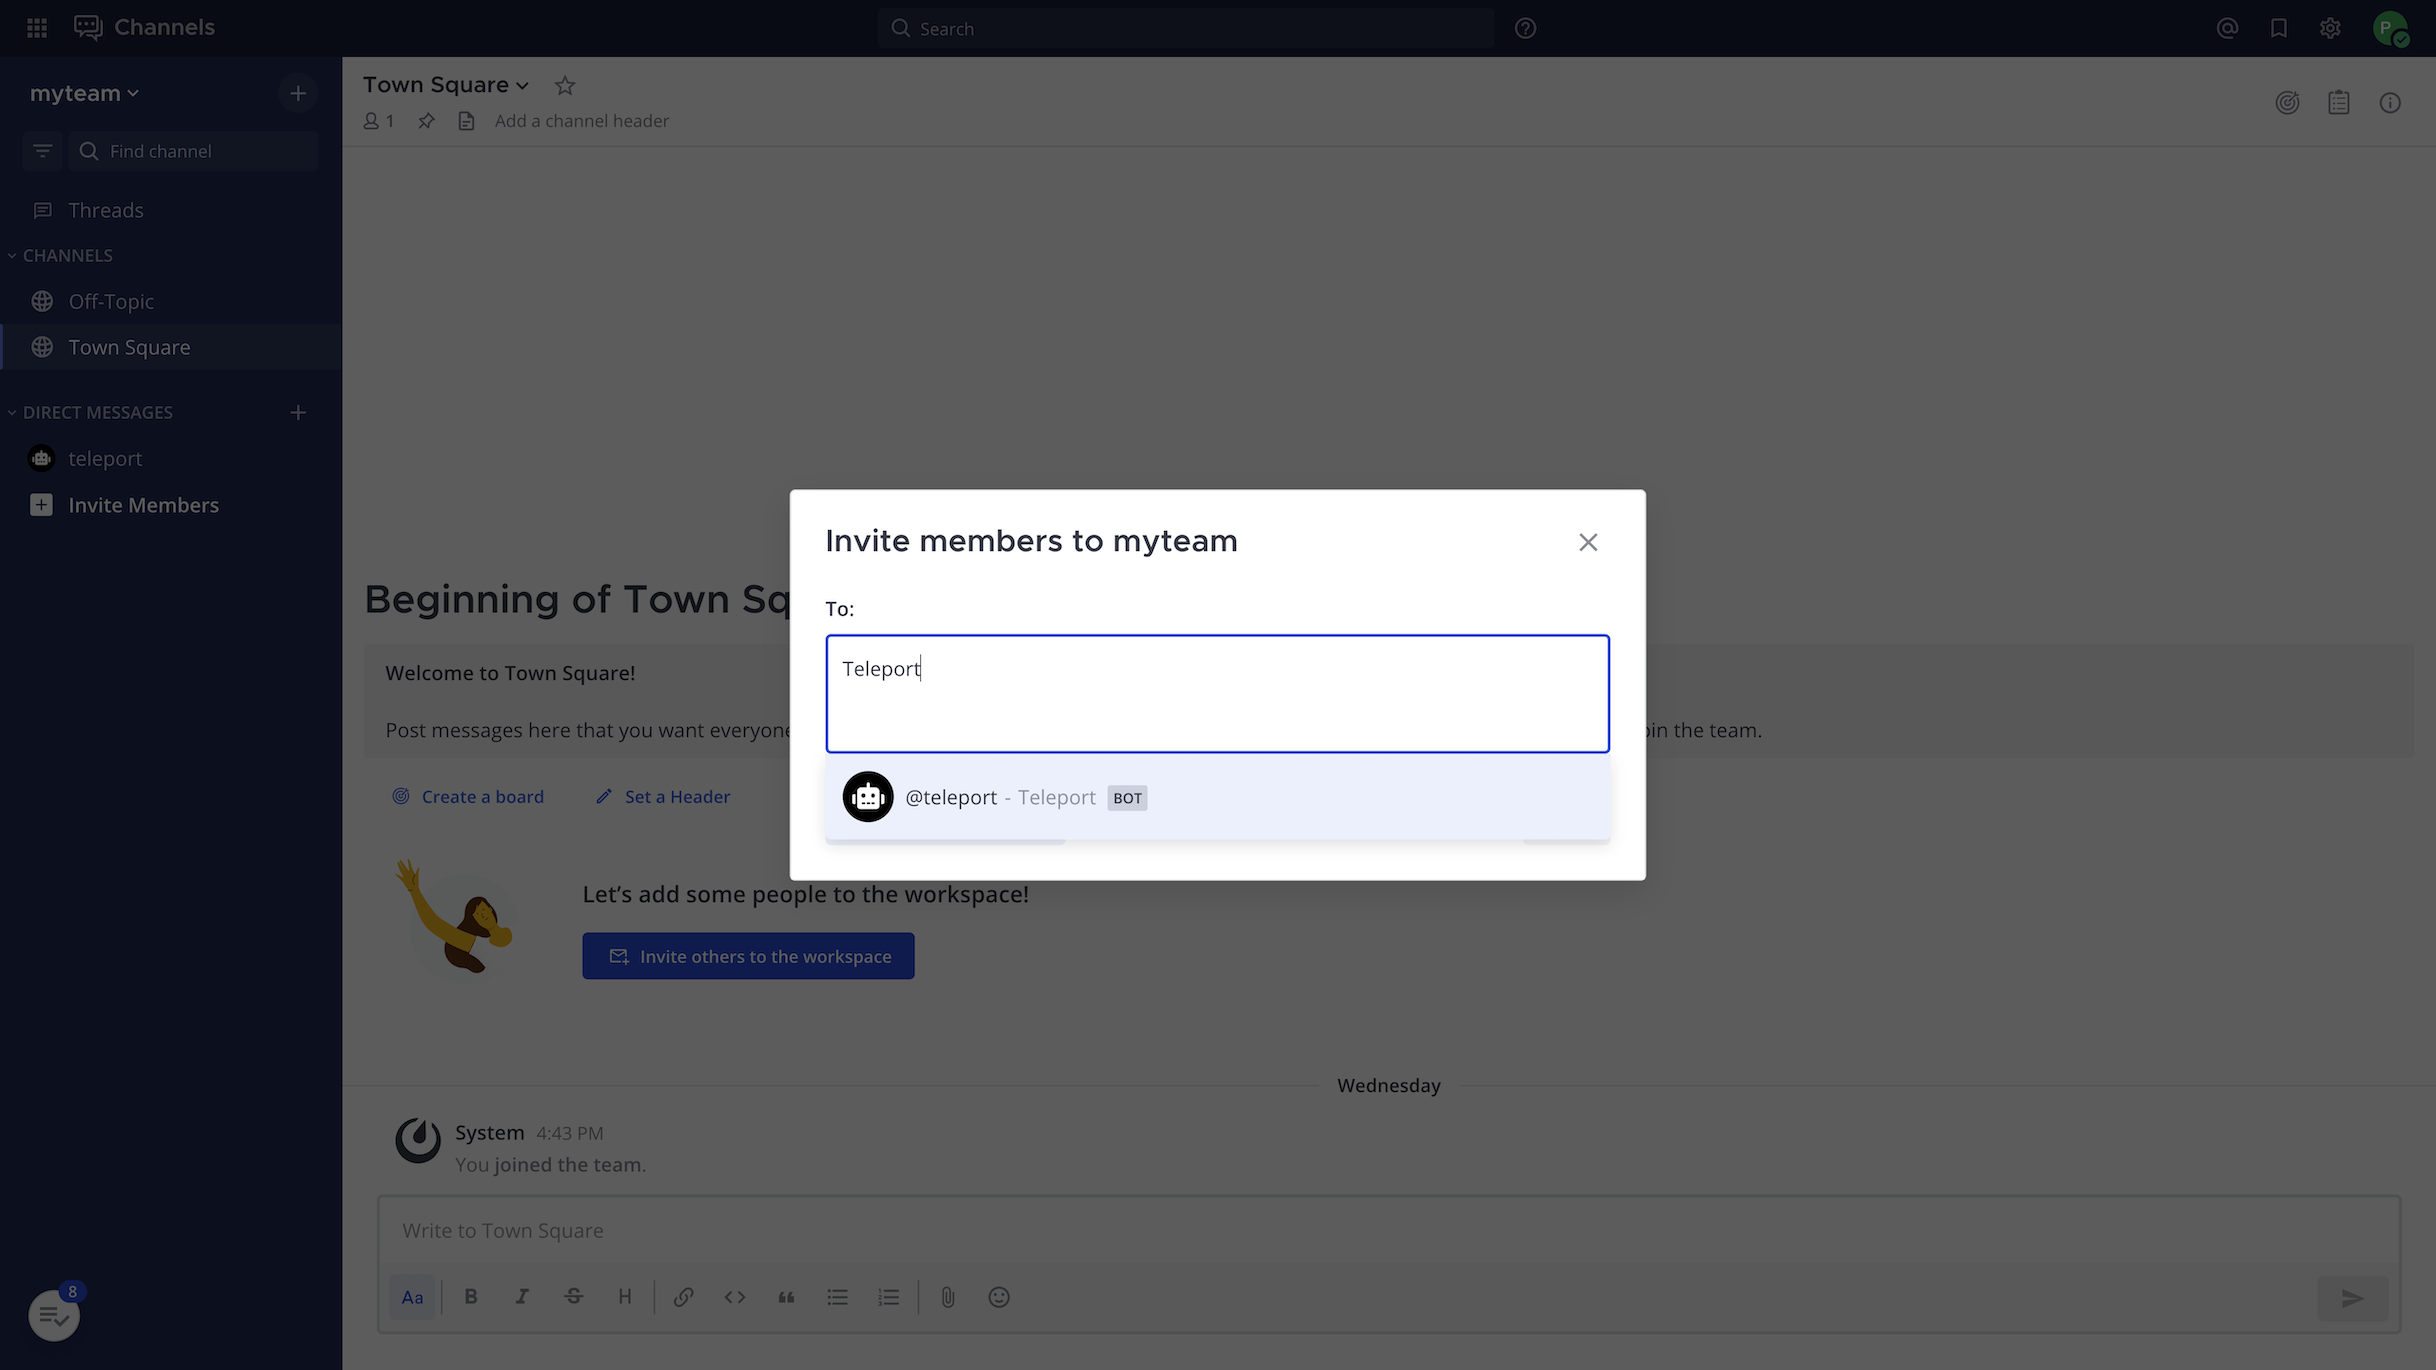 Channels
Search
P
myteam
Find channel
Threads
CHANNELS
Off-Topic
Town Square
DIRECT MESSAGES
teleport
Invite Members
8
Town Square
1
Add a channel header
Beginning of Town Sq
Welcome to Town Square!
Post messages here that you want everyone
in the team.
Create a board
Set a Header
Invite members to myteam
To:
Teleport
@teleport - Teleport BOT
Let’s add some people to the workspace!
Invite others to the workspace
Wednesday
System 4:43 PM
You joined the team.
Write to Town Square
Aa
B
I
S
H